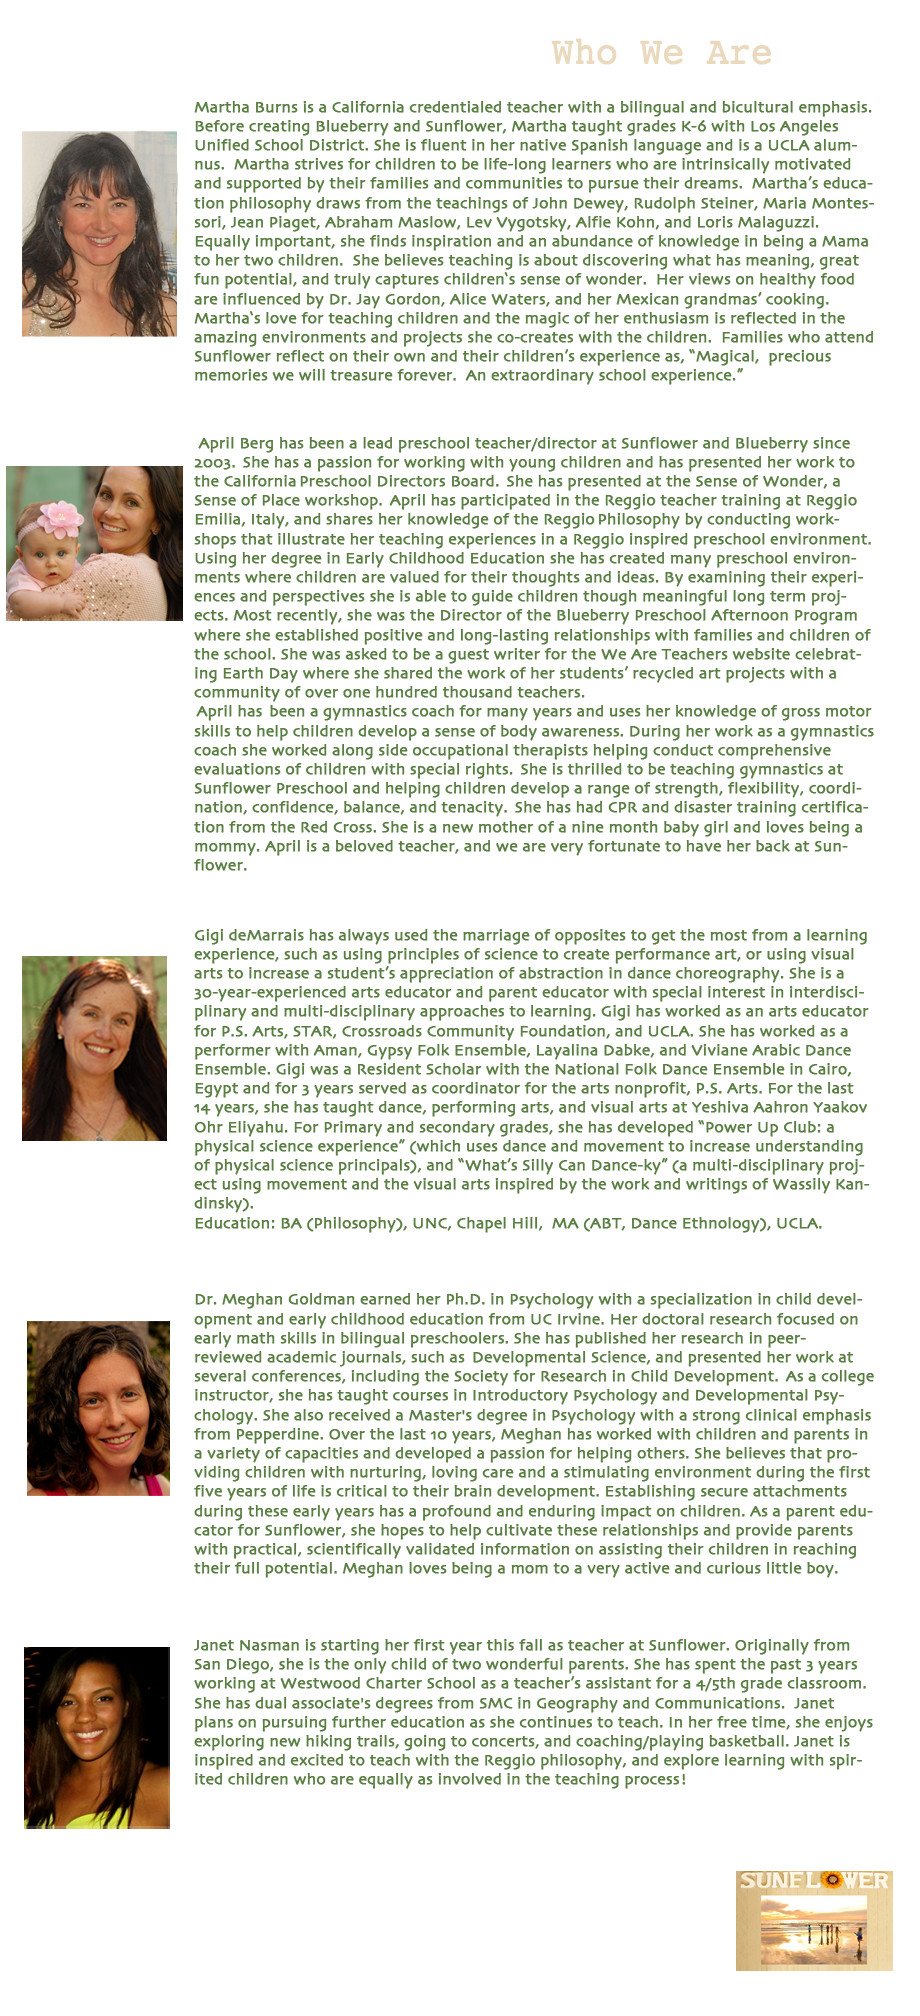 Who We Are
Martha Burns is a California credentialed teacher with a bilingual and bicultural emphasis.
Before creating Blueberry and Sunflower, Martha taught grades K-6 with Los Angeles
Unified School District. She is fluent in her native Spanish language and is a UCLA alum-
nus.  Martha strives for children to be life-long learners who are intrinsically motivated
and supported by their families and communities to pursue their dreams.  Martha’s educa-
tion philosophy draws from the teachings of John Dewey, Rudolph Steiner, Maria Montes-
sori, Jean Piaget, Abraham Maslow, Lev Vygotsky, Alfie Kohn, and Loris Malaguzzi.
Equally important, she finds inspiration and an abundance of knowledge in being a Mama
to her two children.  She believes teaching is about discovering what has meaning, great
fun potential, and truly captures children‘s sense of wonder.  Her views on healthy food
are influenced by Dr. Jay Gordon, Alice Waters, and her Mexican grandmas’ cooking.
Martha‘s love for teaching children and the magic of her enthusiasm is reflected in the
amazing environments and projects she co-creates with the children.  Families who attend
Sunflower reflect on their own and their children’s experience as, “Magical,  precious
memories we will treasure forever.  An extraordinary school experience.”
April Berg has been a lead preschool teacher/director at Sunflower and Blueberry since
2003.  She has a passion for working with young children and has presented her work to
the California Preschool Directors Board.  She has presented at the Sense of Wonder, a
Sense of Place workshop.  April has participated in the Reggio teacher training at Reggio
Emilia, Italy, and shares her knowledge of the Reggio Philosophy by conducting work-
shops that illustrate her teaching experiences in a Reggio inspired preschool environment.
Using her degree in Early Childhood Education she has created many preschool environ-
ments where children are valued for their thoughts and ideas. By examining their experi-
ences and perspectives she is able to guide children though meaningful long term proj-
ects. Most recently, she was the Director of the Blueberry Preschool Afternoon Program
where she established positive and long-lasting relationships with families and children of
the school. She was asked to be a guest writer for the We Are Teachers website celebrat-
ing Earth Day where she shared the work of her students’ recycled art projects with a
community of over one hundred thousand teachers.
April has been a gymnastics coach for many years and uses her knowledge of gross motor
skills to help children develop a sense of body awareness. During her work as a gymnastics
coach she worked along side occupational therapists helping conduct comprehensive
evaluations of children with special rights.  She is thrilled to be teaching gymnastics at
Sunflower Preschool and helping children develop a range of strength, flexibility, coordi-
nation, confidence, balance, and tenacity.  She has had CPR and disaster training certifica-
tion from the Red Cross. She is a new mother of a nine month baby girl and loves being a
mommy. April is a beloved teacher, and we are very fortunate to have her back at Sun-
flower.
Gigi deMarrais has always used the marriage of opposites to get the most from a learning
experience, such as using principles of science to create performance art, or using visual
arts to increase a student’s appreciation of abstraction in dance choreography. She is a
30-year-experienced arts educator and parent educator with special interest in interdisci-
plinary and multi-disciplinary approaches to learning. Gigi has worked as an arts educator
for P.S. Arts, STAR, Crossroads Community Foundation, and UCLA. She has worked as a
performer with Aman, Gypsy Folk Ensemble, Layalina Dabke, and Viviane Arabic Dance
Ensemble. Gigi was a Resident Scholar with the National Folk Dance Ensemble in Cairo,
Egypt and for 3 years served as coordinator for the arts nonprofit, P.S. Arts. For the last
14 years, she has taught dance, performing arts, and visual arts at Yeshiva Aahron Yaakov
Ohr Eliyahu. For Primary and secondary grades, she has developed “Power Up Club: a
physical science experience” (which uses dance and movement to increase understanding
of physical science principals), and “What’s Silly Can Dance-ky” (a multi-disciplinary proj-
ect using movement and the visual arts inspired by the work and writings of Wassily Kan-
dinsky).
Education: BA (Philosophy), UNC, Chapel Hill,  MA (ABT, Dance Ethnology), UCLA.
Dr. Meghan Goldman earned her Ph.D. in Psychology with a specialization in child devel-
opment and early childhood education from UC Irvine. Her doctoral research focused on
early math skills in bilingual preschoolers. She has published her research in peer-
reviewed academic journals, such as  Developmental Science, and presented her work at
several conferences, including the Society for Research in Child Development.  As a college
instructor, she has taught courses in Introductory Psychology and Developmental Psy-
chology. She also received a Master's degree in Psychology with a strong clinical emphasis
from Pepperdine. Over the last 10 years, Meghan has worked with children and parents in
a variety of capacities and developed a passion for helping others. She believes that pro-
viding children with nurturing, loving care and a stimulating environment during the first
five years of life is critical to their brain development. Establishing secure attachments
during these early years has a profound and enduring impact on children. As a parent edu-
cator for Sunflower, she hopes to help cultivate these relationships and provide parents
with practical, scientifically validated information on assisting their children in reaching
their full potential. Meghan loves being a mom to a very active and curious little boy.
Janet Nasman is starting her first year this fall as teacher at Sunflower. Originally from
San Diego, she is the only child of two wonderful parents. She has spent the past 3 years
working at Westwood Charter School as a teacher’s assistant for a 4/5th grade classroom.
She has dual associate's degrees from SMC in Geography and Communications.  Janet
plans on pursuing further education as she continues to teach. In her free time, she enjoys
exploring new hiking trails, going to concerts, and coaching/playing basketball. Janet is
inspired and excited to teach with the Reggio philosophy, and explore learning with spir-
ited children who are equally as involved in the teaching process!
SUNFLOWER